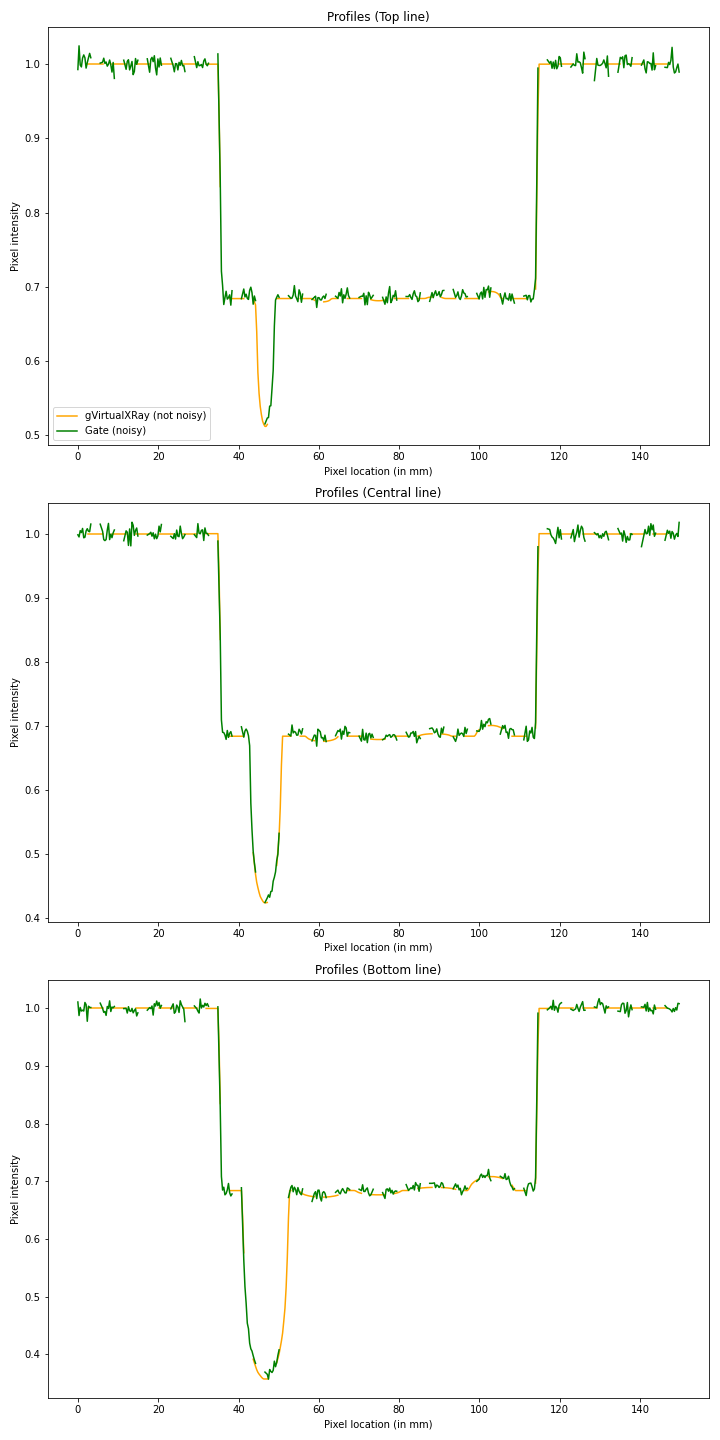 Profiles (Top line)
Pixel intensity
1.0
0.9
0.8
0.7
0.6
0.5
gVirtualXRay (not noisy)
Gate (noisy)
0 20 40 60 80 100 120 140
Pixel location (in mm)
Profiles (Central line)
Pixel intensity
1.0
0.9
0.8
0.7
0.6
0.5
0.4
0 20 40 60 80 100 120 140
Pixel location (in mm)
Profiles (Bottom line)
Pixel intensity
1.0
0.9
0.8
0.7
0.6
0.5
0.4
0 20 40 60 80 100 120 140
Pixel location (in mm)